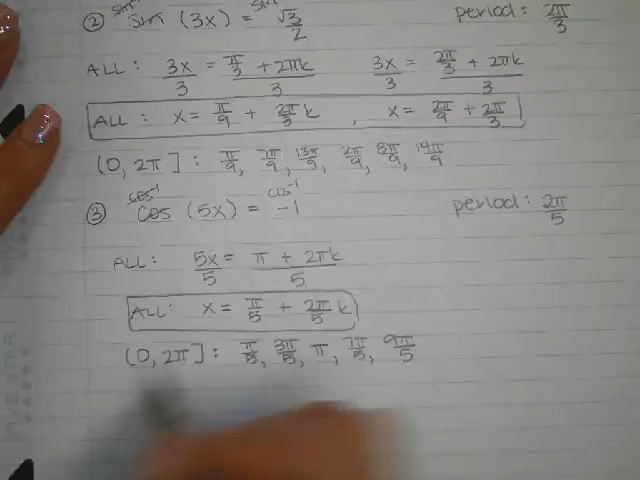 ② sin⁻¹ sin (3x) = sin⁻¹ √3/2 period: 2π/3
ALL: 3x/3 = π/3 + 2πk/3 3x/3 = 2π/3 + 2πk/3
ALL: x = π/9 + 2π/3 k , x = 2π/9 + 2π/3
(0, 2π]: π/9, 7π/9, 13π/9, 2π/9, 8π/9, 14π/9
③ cos⁻¹ cos (5x) = cos⁻¹ -1 period: 2π/5
ALL: 5x/5 = π + 2πk/5
ALL: x = π/5 + 2π/5 k
(0, 2π]: π/5, 3π/5, π, 7π/5, 9π/5
FIVE STAR